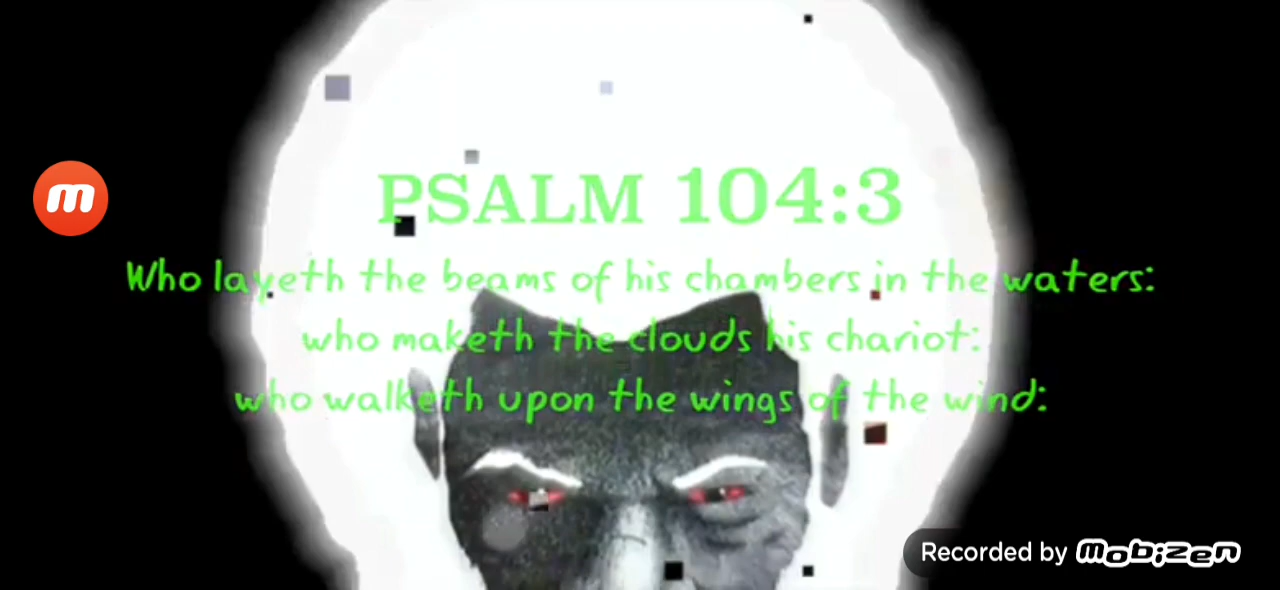 PSALM 104:3
Who layeth the beams of his chambers in the waters:
who maketh the clouds his chariot:
who walketh upon the wings of the wind:
m
Recorded by mobizen